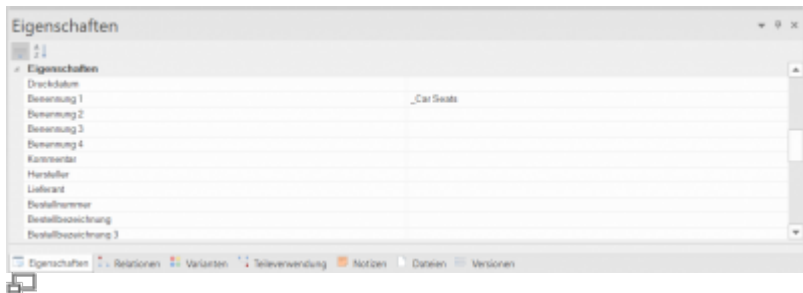 Eigenschaften
Eigenschaften
Druckdatum
Benennung 1 _Car Seats
Benennung 2
Benennung 3
Benennung 4
Kommentar
Hersteller
Lieferant
Bestellnummer
Bestellbezeichnung
Bestellbezeichnung 3
Eigenschaften Relationen Varianten Teileverwendung Notizen Dateien Versionen